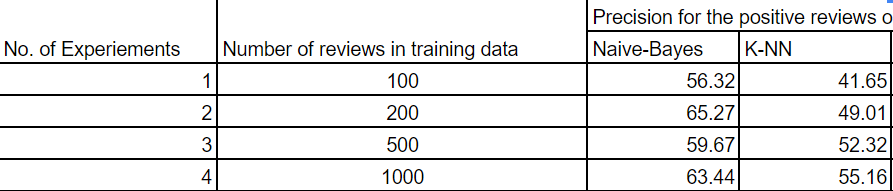 Precision for the positive reviews o
No. of Experiements Number of reviews in training data Naive-Bayes K-NN
1 100 56.32 41.65
2 200 65.27 49.01
3 500 59.67 52.32
4 1000 63.44 55.16